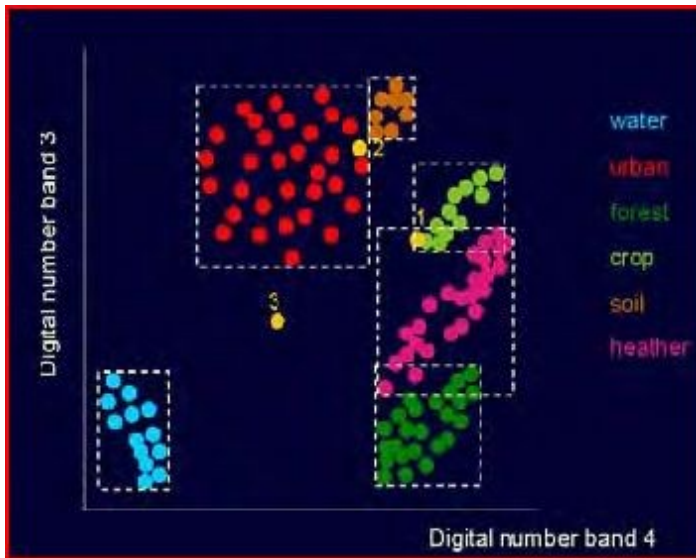 Digital number band 3
2
1
3
water
urban
forest
crop
soil
heather
Digital number band 4